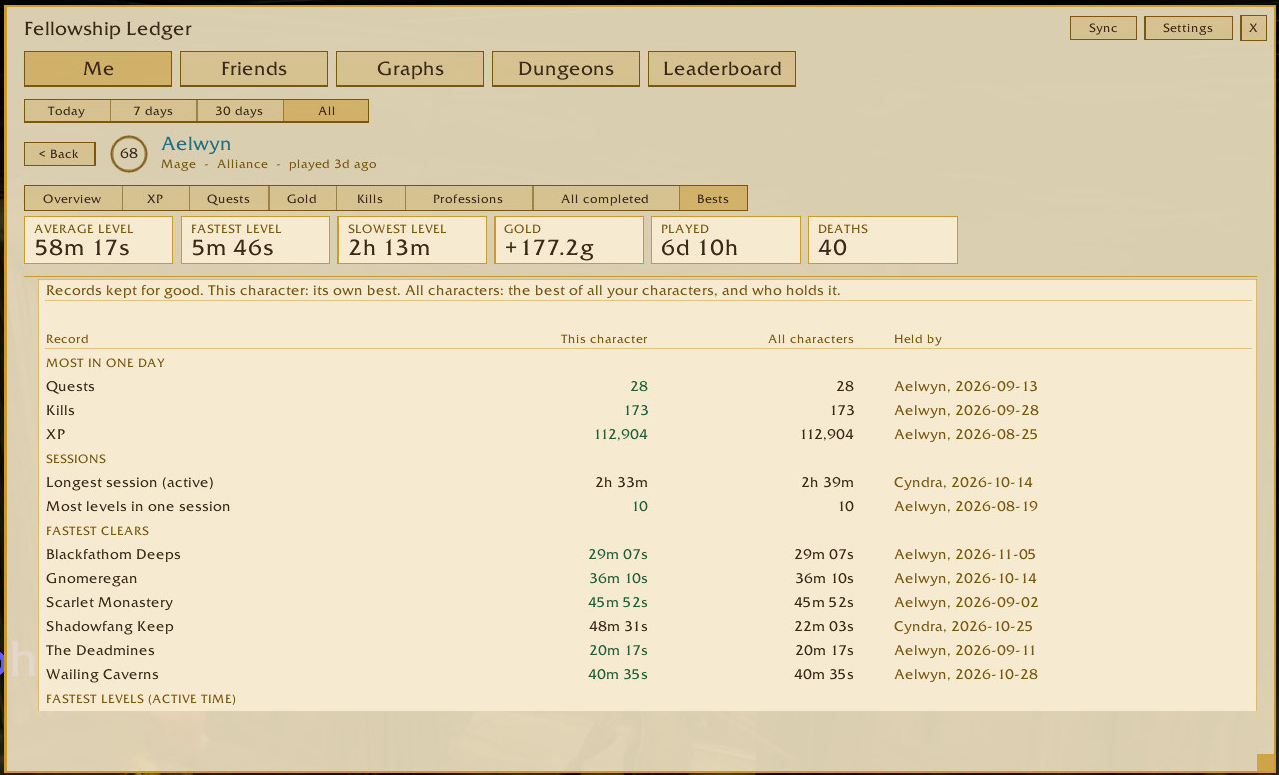 Fellowship Ledger
Sync Settings X
Me Friends Graphs Dungeons Leaderboard
Today 7 days 30 days All
< Back 68 Aelwyn
Mage - Alliance - played 3d ago
Overview XP Quests Gold Kills Professions All completed Bests
AVERAGE LEVEL FASTEST LEVEL SLOWEST LEVEL GOLD PLAYED DEATHS
58m 17s 5m 46s 2h 13m +177.2g 6d 10h 40
Records kept for good. This character: its own best. All characters: the best of all your characters, and who holds it.
Record This character All characters Held by
MOST IN ONE DAY
Quests 28 28 Aelwyn, 2026-09-13
Kills 173 173 Aelwyn, 2026-09-28
XP 112,904 112,904 Aelwyn, 2026-08-25
SESSIONS
Longest session (active) 2h 33m 2h 39m Cyndra, 2026-10-14
Most levels in one session 10 10 Aelwyn, 2026-08-19
FASTEST CLEARS
Blackfathom Deeps 29m 07s 29m 07s Aelwyn, 2026-11-05
Gnomeregan 36m 10s 36m 10s Aelwyn, 2026-10-14
Scarlet Monastery 45m 52s 45m 52s Aelwyn, 2026-09-02
Shadowfang Keep 48m 31s 22m 03s Cyndra, 2026-10-25
The Deadmines 20m 17s 20m 17s Aelwyn, 2026-09-11
Wailing Caverns 40m 35s 40m 35s Aelwyn, 2026-10-28
FASTEST LEVELS (ACTIVE TIME)